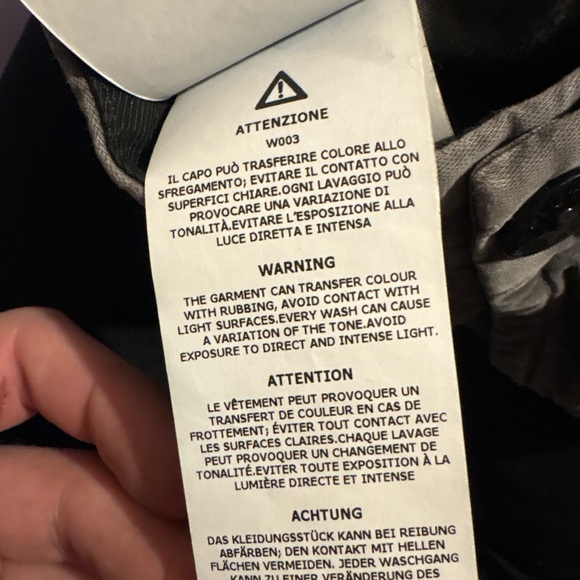 ATTENZIONE
W003
IL CAPO PUÒ TRASFERIRE COLORE ALLO
SFREGAMENTO; EVITARE IL CONTATTO CON
SUPERFICI CHIARE.OGNI LAVAGGIO PUÒ
PROVOCARE UNA VARIAZIONE DI
TONALITÀ.EVITARE L'ESPOSIZIONE ALLA
LUCE DIRETTA E INTENSA
WARNING
THE GARMENT CAN TRANSFER COLOUR
WITH RUBBING, AVOID CONTACT WITH
LIGHT SURFACES.EVERY WASH CAN CAUSE
A VARIATION OF THE TONE.AVOID
EXPOSURE TO DIRECT AND INTENSE LIGHT.
ATTENTION
LE VÊTEMENT PEUT PROVOQUER UN
TRANSFERT DE COULEUR EN CAS DE
FROTTEMENT; ÉVITER TOUT CONTACT AVEC
LES SURFACES CLAIRES.CHAQUE LAVAGE
PEUT PROVOQUER UN CHANGEMENT DE
TONALITÉ.EVITER TOUTE EXPOSITION À LA
LUMIÈRE DIRECTE ET INTENSE
ACHTUNG
DAS KLEIDUNGSSTÜCK KANN BEI REIBUNG
ABFÄRBEN; DEN KONTAKT MIT HELLEN
FLÄCHEN VERMEIDEN. JEDER WASCHGANG
KANN ZU EINER VERÄNDERUNG DES